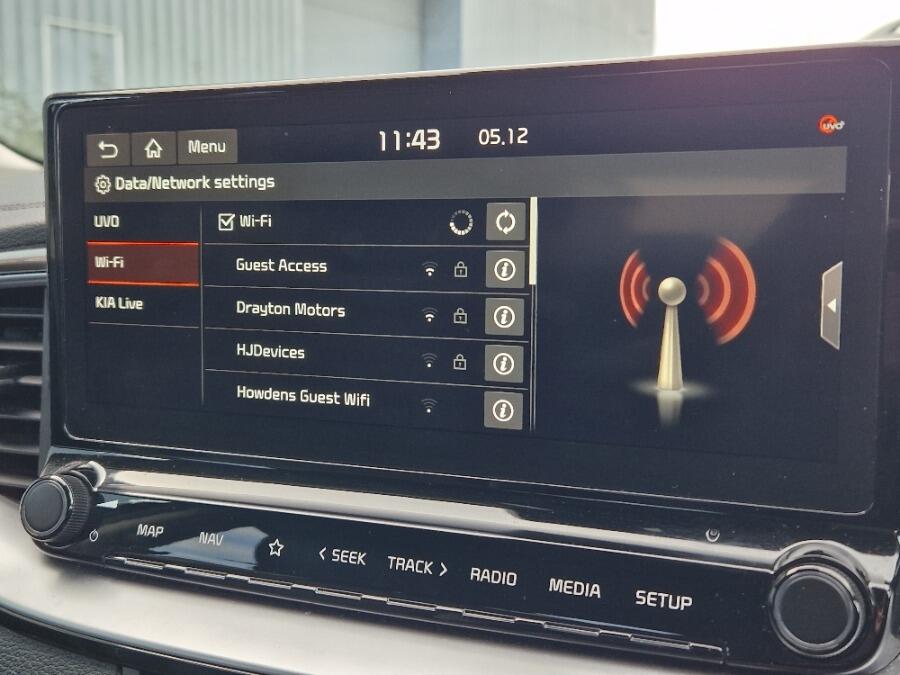 Menu 11:43 05.12 UVO
Data/Network settings
UVO
Wi-Fi
KIA Live
Wi-Fi
Guest Access
Drayton Motors
HJDevices
Howdens Guest Wifi
MAP NAV < SEEK TRACK > RADIO MEDIA SETUP